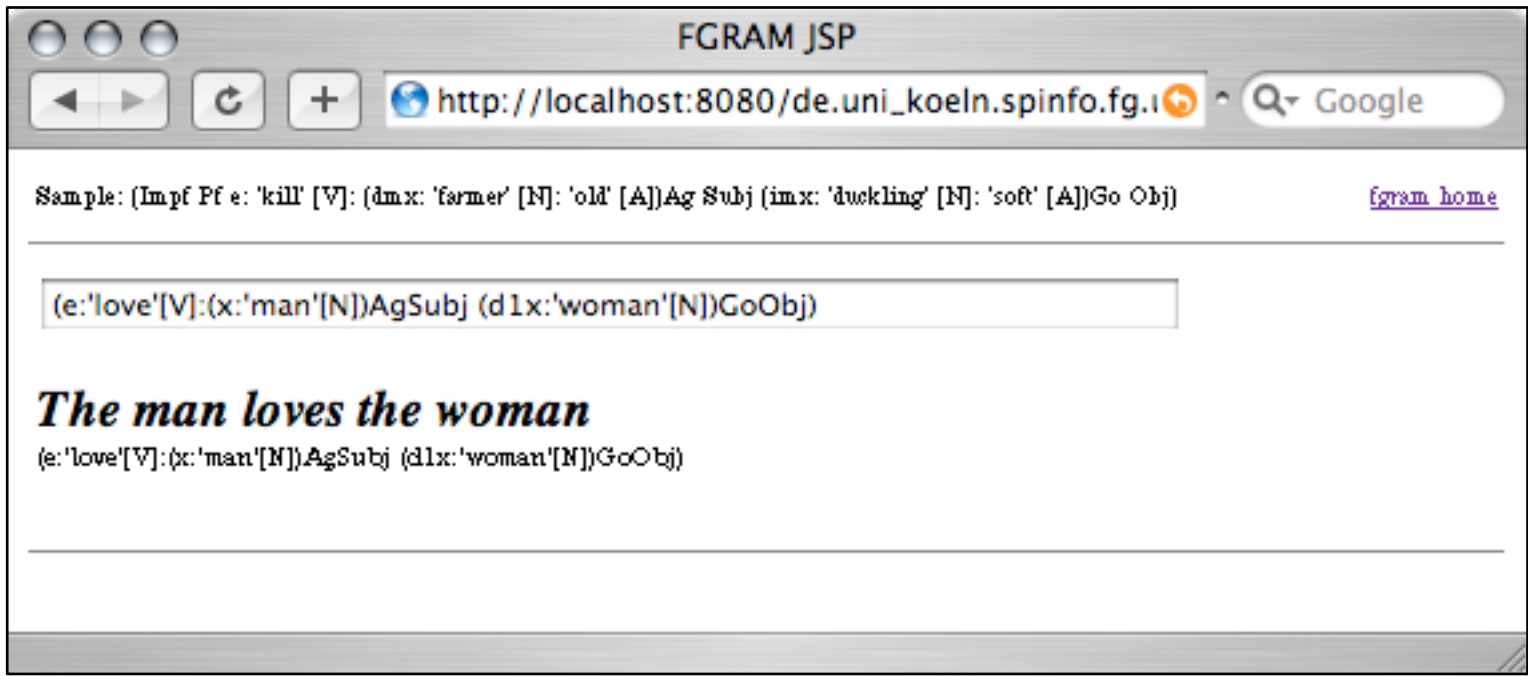 FGRAM JSP
http://localhost:8080/de.uni_koeln.spinfo.fg. Google
Sample: (Impf Pf e: 'kill' [V]: (dmx: 'farmer' [N]: 'old' [A])Ag Subj (imx: 'duckling' [N]: 'soft' [A])Go Obj) fgram home
(e:'love'[V]:(x:'man'[N])AgSubj (d1x:'woman'[N])GoObj)
The man loves the woman
(e:'love'[V]:(x:'man'[N])AgSubj (d1x:'woman'[N])GoObj)